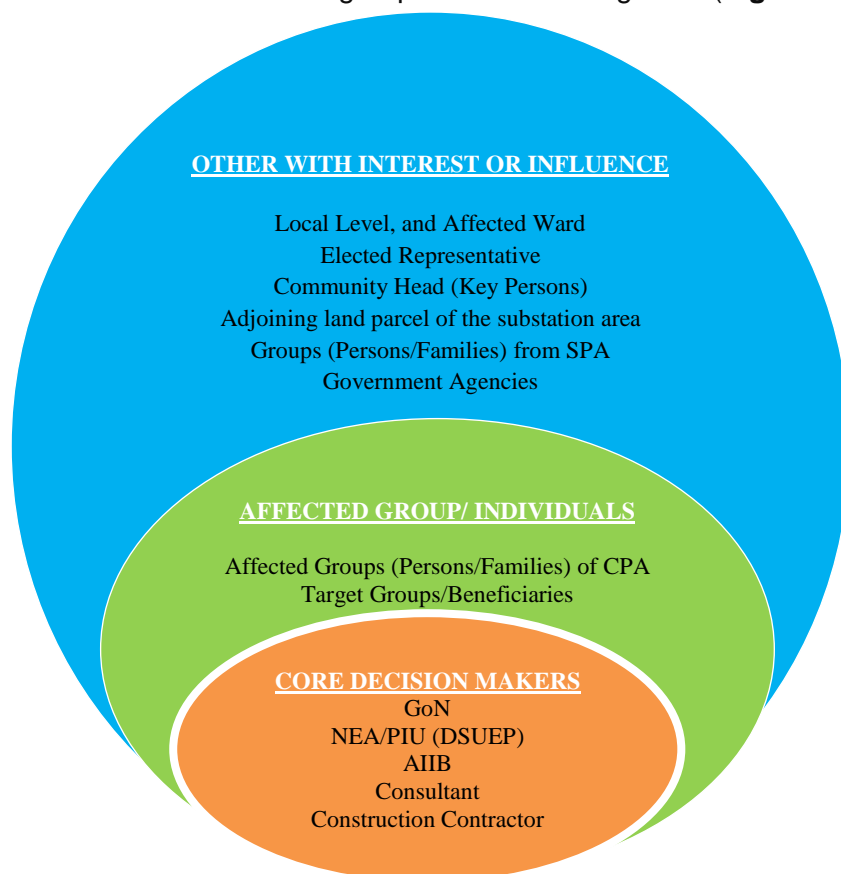 OTHER WITH INTEREST OR INFLUENCE
Local Level, and Affected Ward
Elected Representative
Community Head (Key Persons)
Adjoining land parcel of the substation area
Groups (Persons/Families) from SPA
Government Agencies
AFFECTED GROUP/ INDIVIDUALS
Affected Groups (Persons/Families) of CPA
Target Groups/Beneficiaries
CORE DECISION MAKERS
GoN
NEA/PIU (DSUEP)
AIIB
Consultant
Construction Contractor